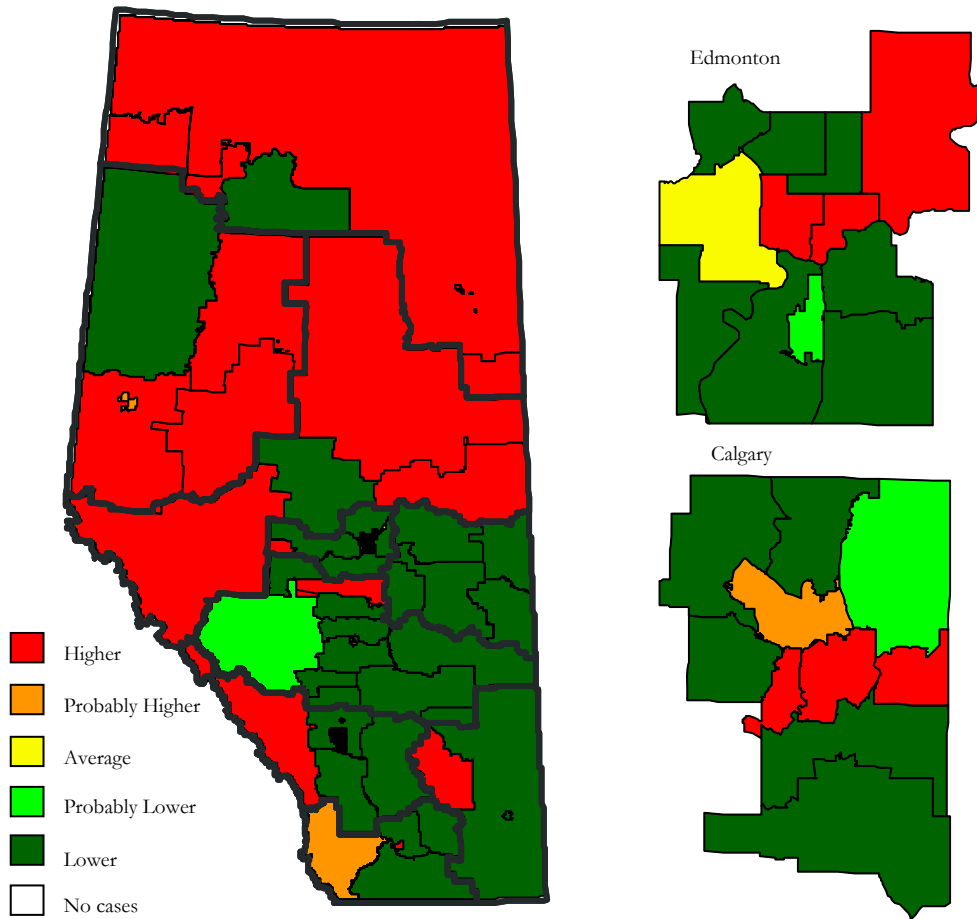 Edmonton
Calgary
Higher
Probably Higher
Average
Probably Lower
Lower
No cases